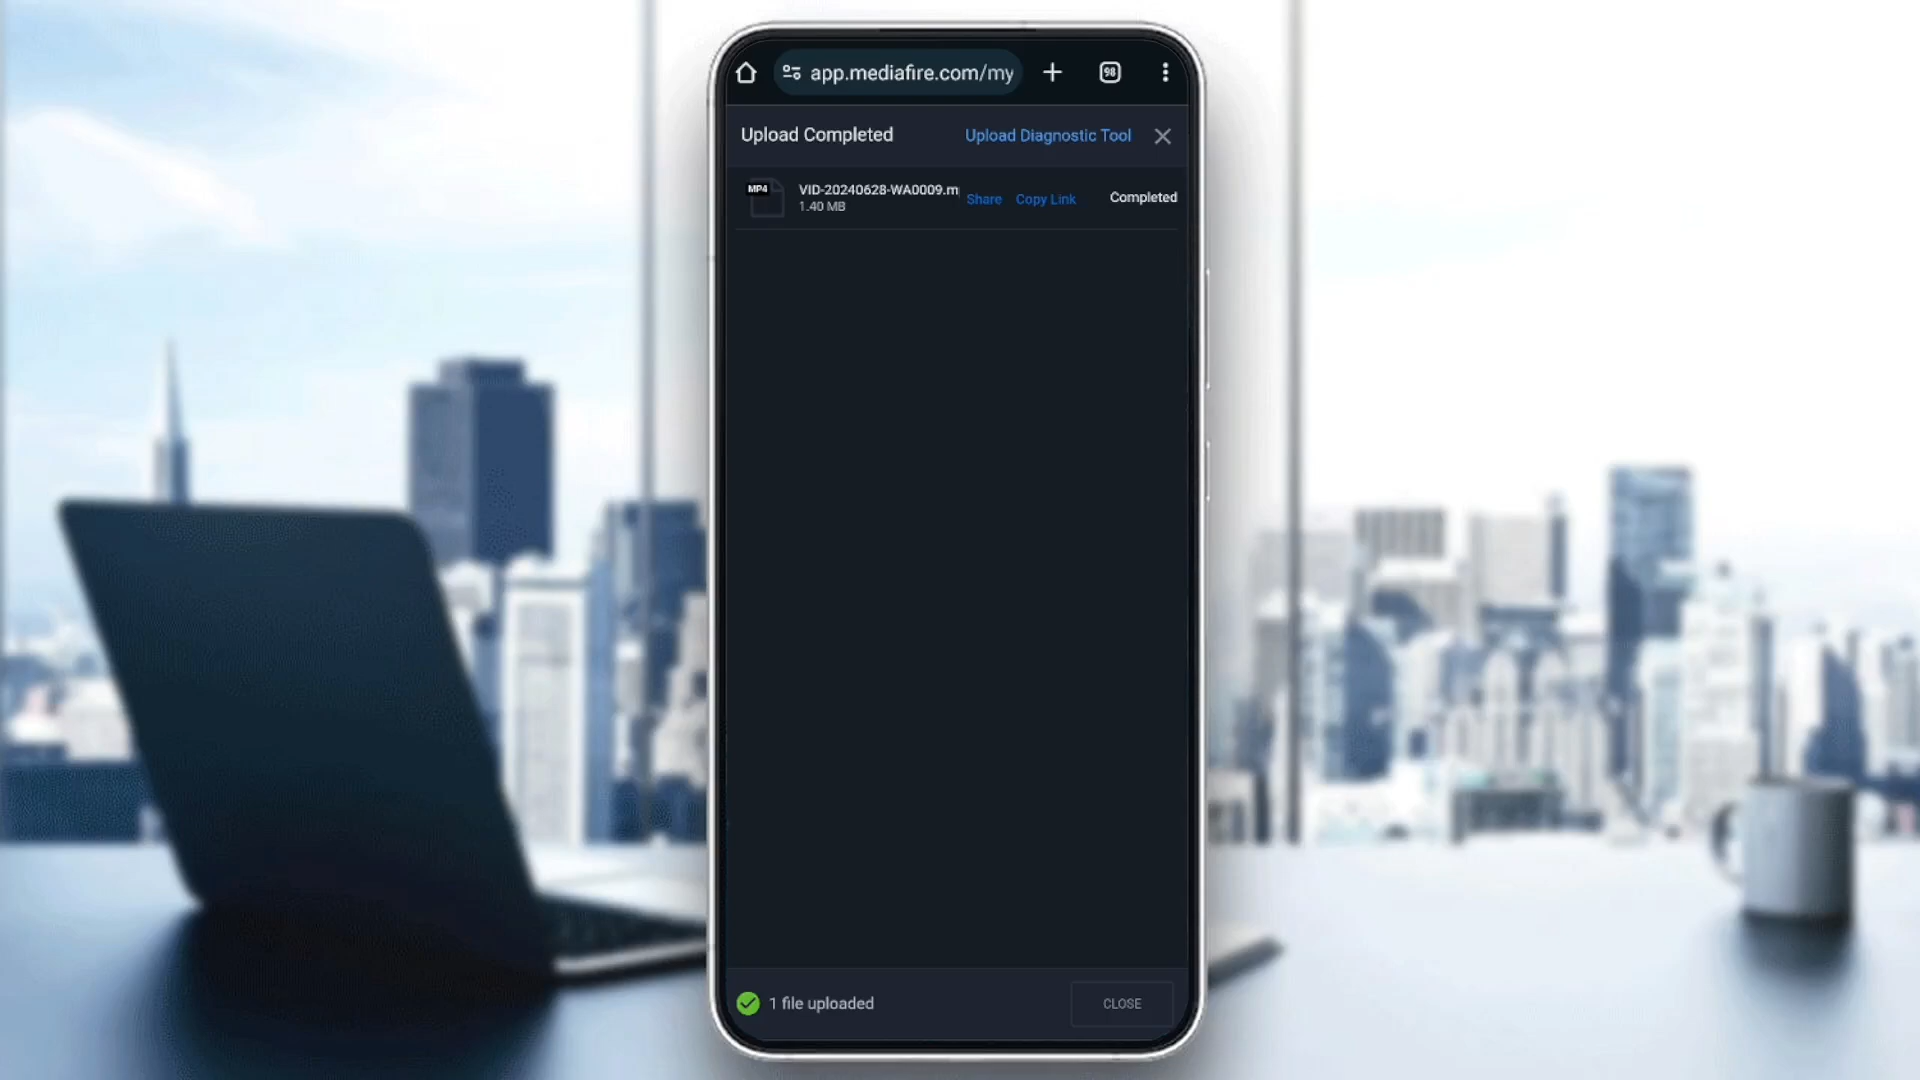 app.mediafire.com/my
98
Upload Completed Upload Diagnostic Tool
MP4
VID-20240628-WA0009.m
1.40 MB
Share Copy Link Completed
1 file uploaded
CLOSE